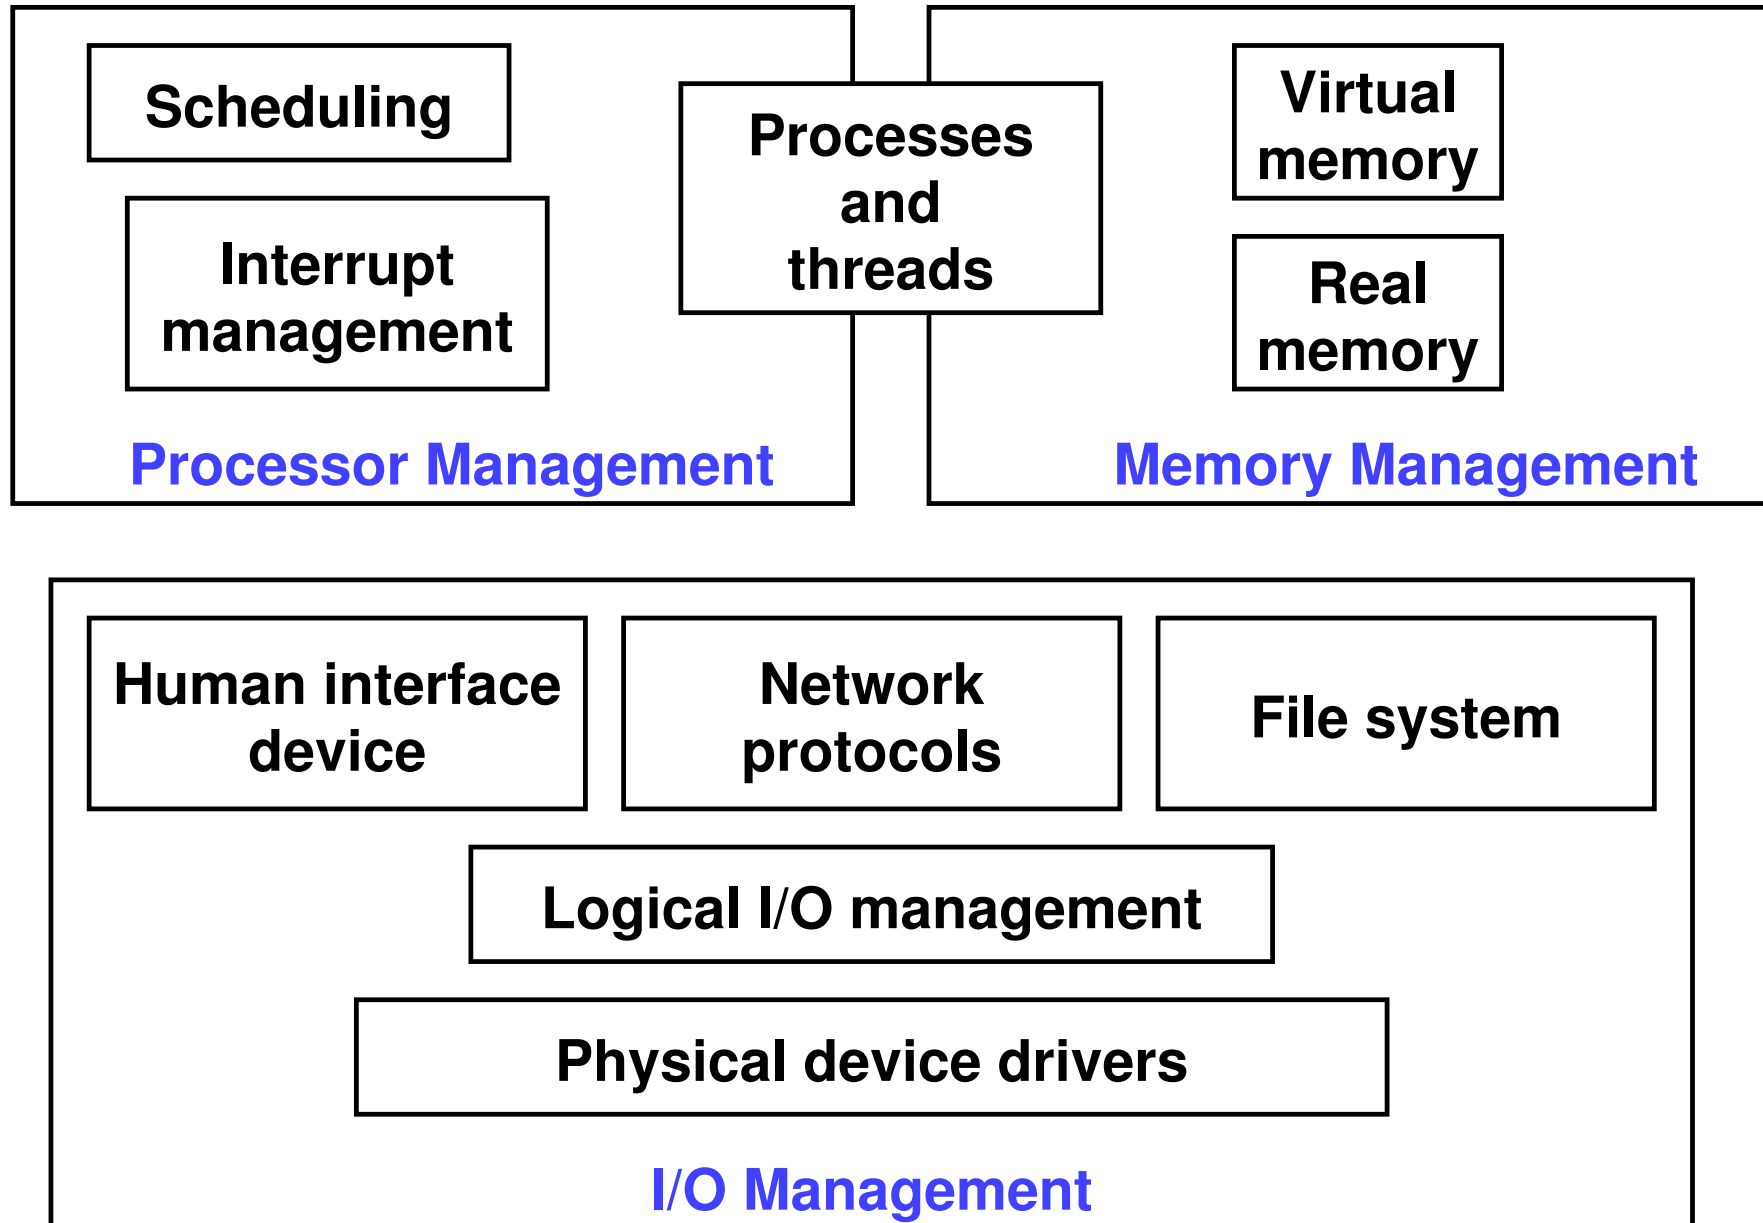 Scheduling
Interrupt
management
Processes
and
threads
Virtual
memory
Real
memory
Processor Management
Memory Management
Human interface
device
Network
protocols
File system
Logical I/O management
Physical device drivers
I/O Management